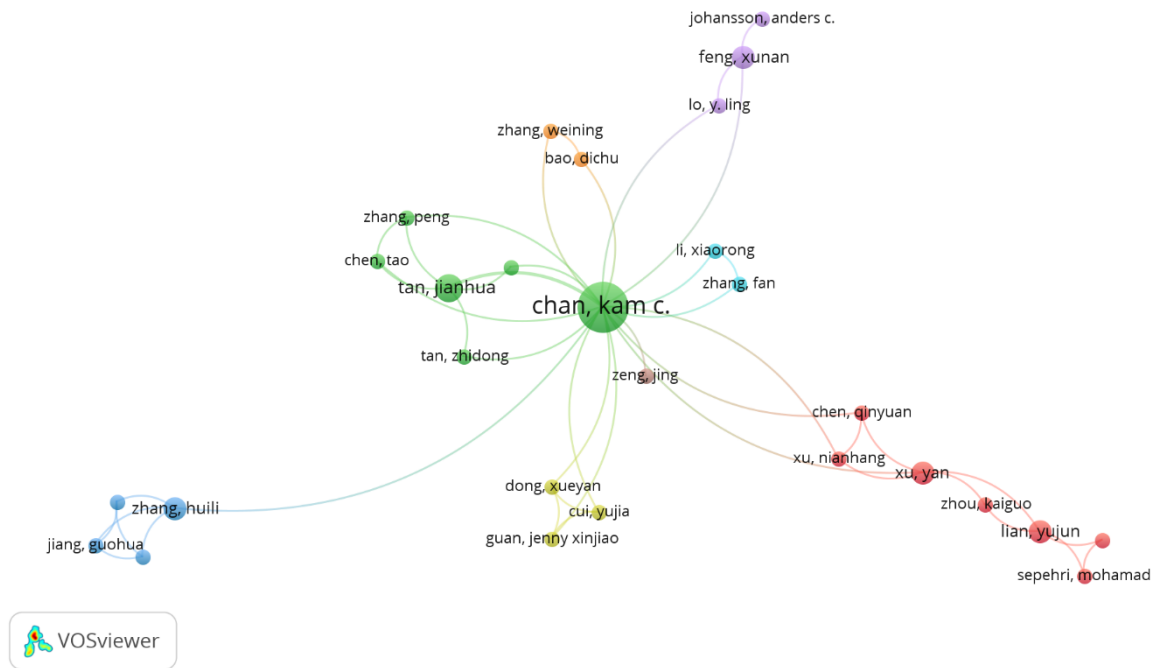 johansson, anders c.
feng, xunan
lo, y. ling
zhang, weining
bao, dichu
zhang, peng
chen, tao
tan, jianhua
li, xiaorong
zhang, fan
chan, kam c.
tan, zhidong
zeng, jing
chen, qinyuan
xu, nianhang
xu, yan
dong, xueyan
cui, yujia
guan, jenny xinjiao
zhang, huili
jiang, guohua
zhou, kaiguo
lian, yujun
sepehri, mohamad
VOSviewer